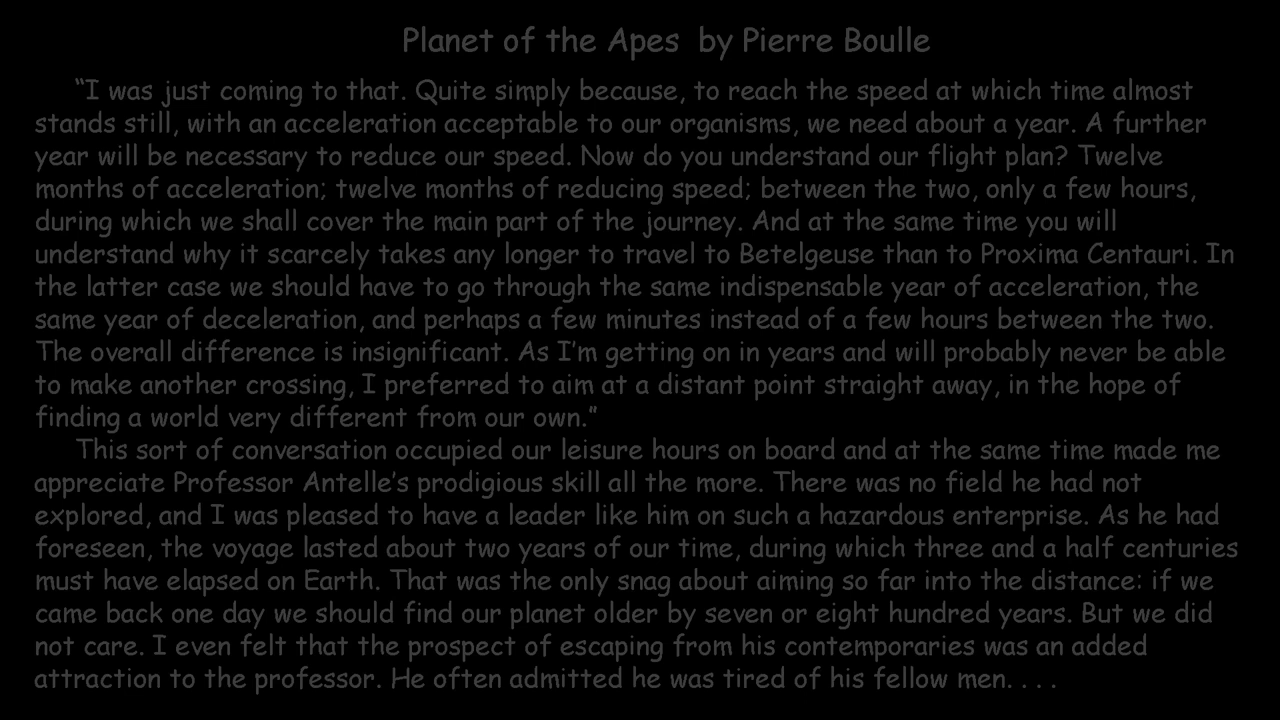 Planet of the Apes  by Pierre Boulle
“I was just coming to that. Quite simply because, to reach the speed at which time almost
stands still, with an acceleration acceptable to our organisms, we need about a year. A further
year will be necessary to reduce our speed. Now do you understand our flight plan? Twelve
months of acceleration; twelve months of reducing speed; between the two, only a few hours,
during which we shall cover the main part of the journey. And at the same time you will
understand why it scarcely takes any longer to travel to Betelgeuse than to Proxima Centauri. In
the latter case we should have to go through the same indispensable year of acceleration, the
same year of deceleration, and perhaps a few minutes instead of a few hours between the two.
The overall difference is insignificant. As I’m getting on in years and will probably never be able
to make another crossing, I preferred to aim at a distant point straight away, in the hope of
finding a world very different from our own.”
This sort of conversation occupied our leisure hours on board and at the same time made me
appreciate Professor Antelle’s prodigious skill all the more. There was no field he had not
explored, and I was pleased to have a leader like him on such a hazardous enterprise. As he had
foreseen, the voyage lasted about two years of our time, during which three and a half centuries
must have elapsed on Earth. That was the only snag about aiming so far into the distance: if we
came back one day we should find our planet older by seven or eight hundred years. But we did
not care. I even felt that the prospect of escaping from his contemporaries was an added
attraction to the professor. He often admitted he was tired of his fellow men. . . .